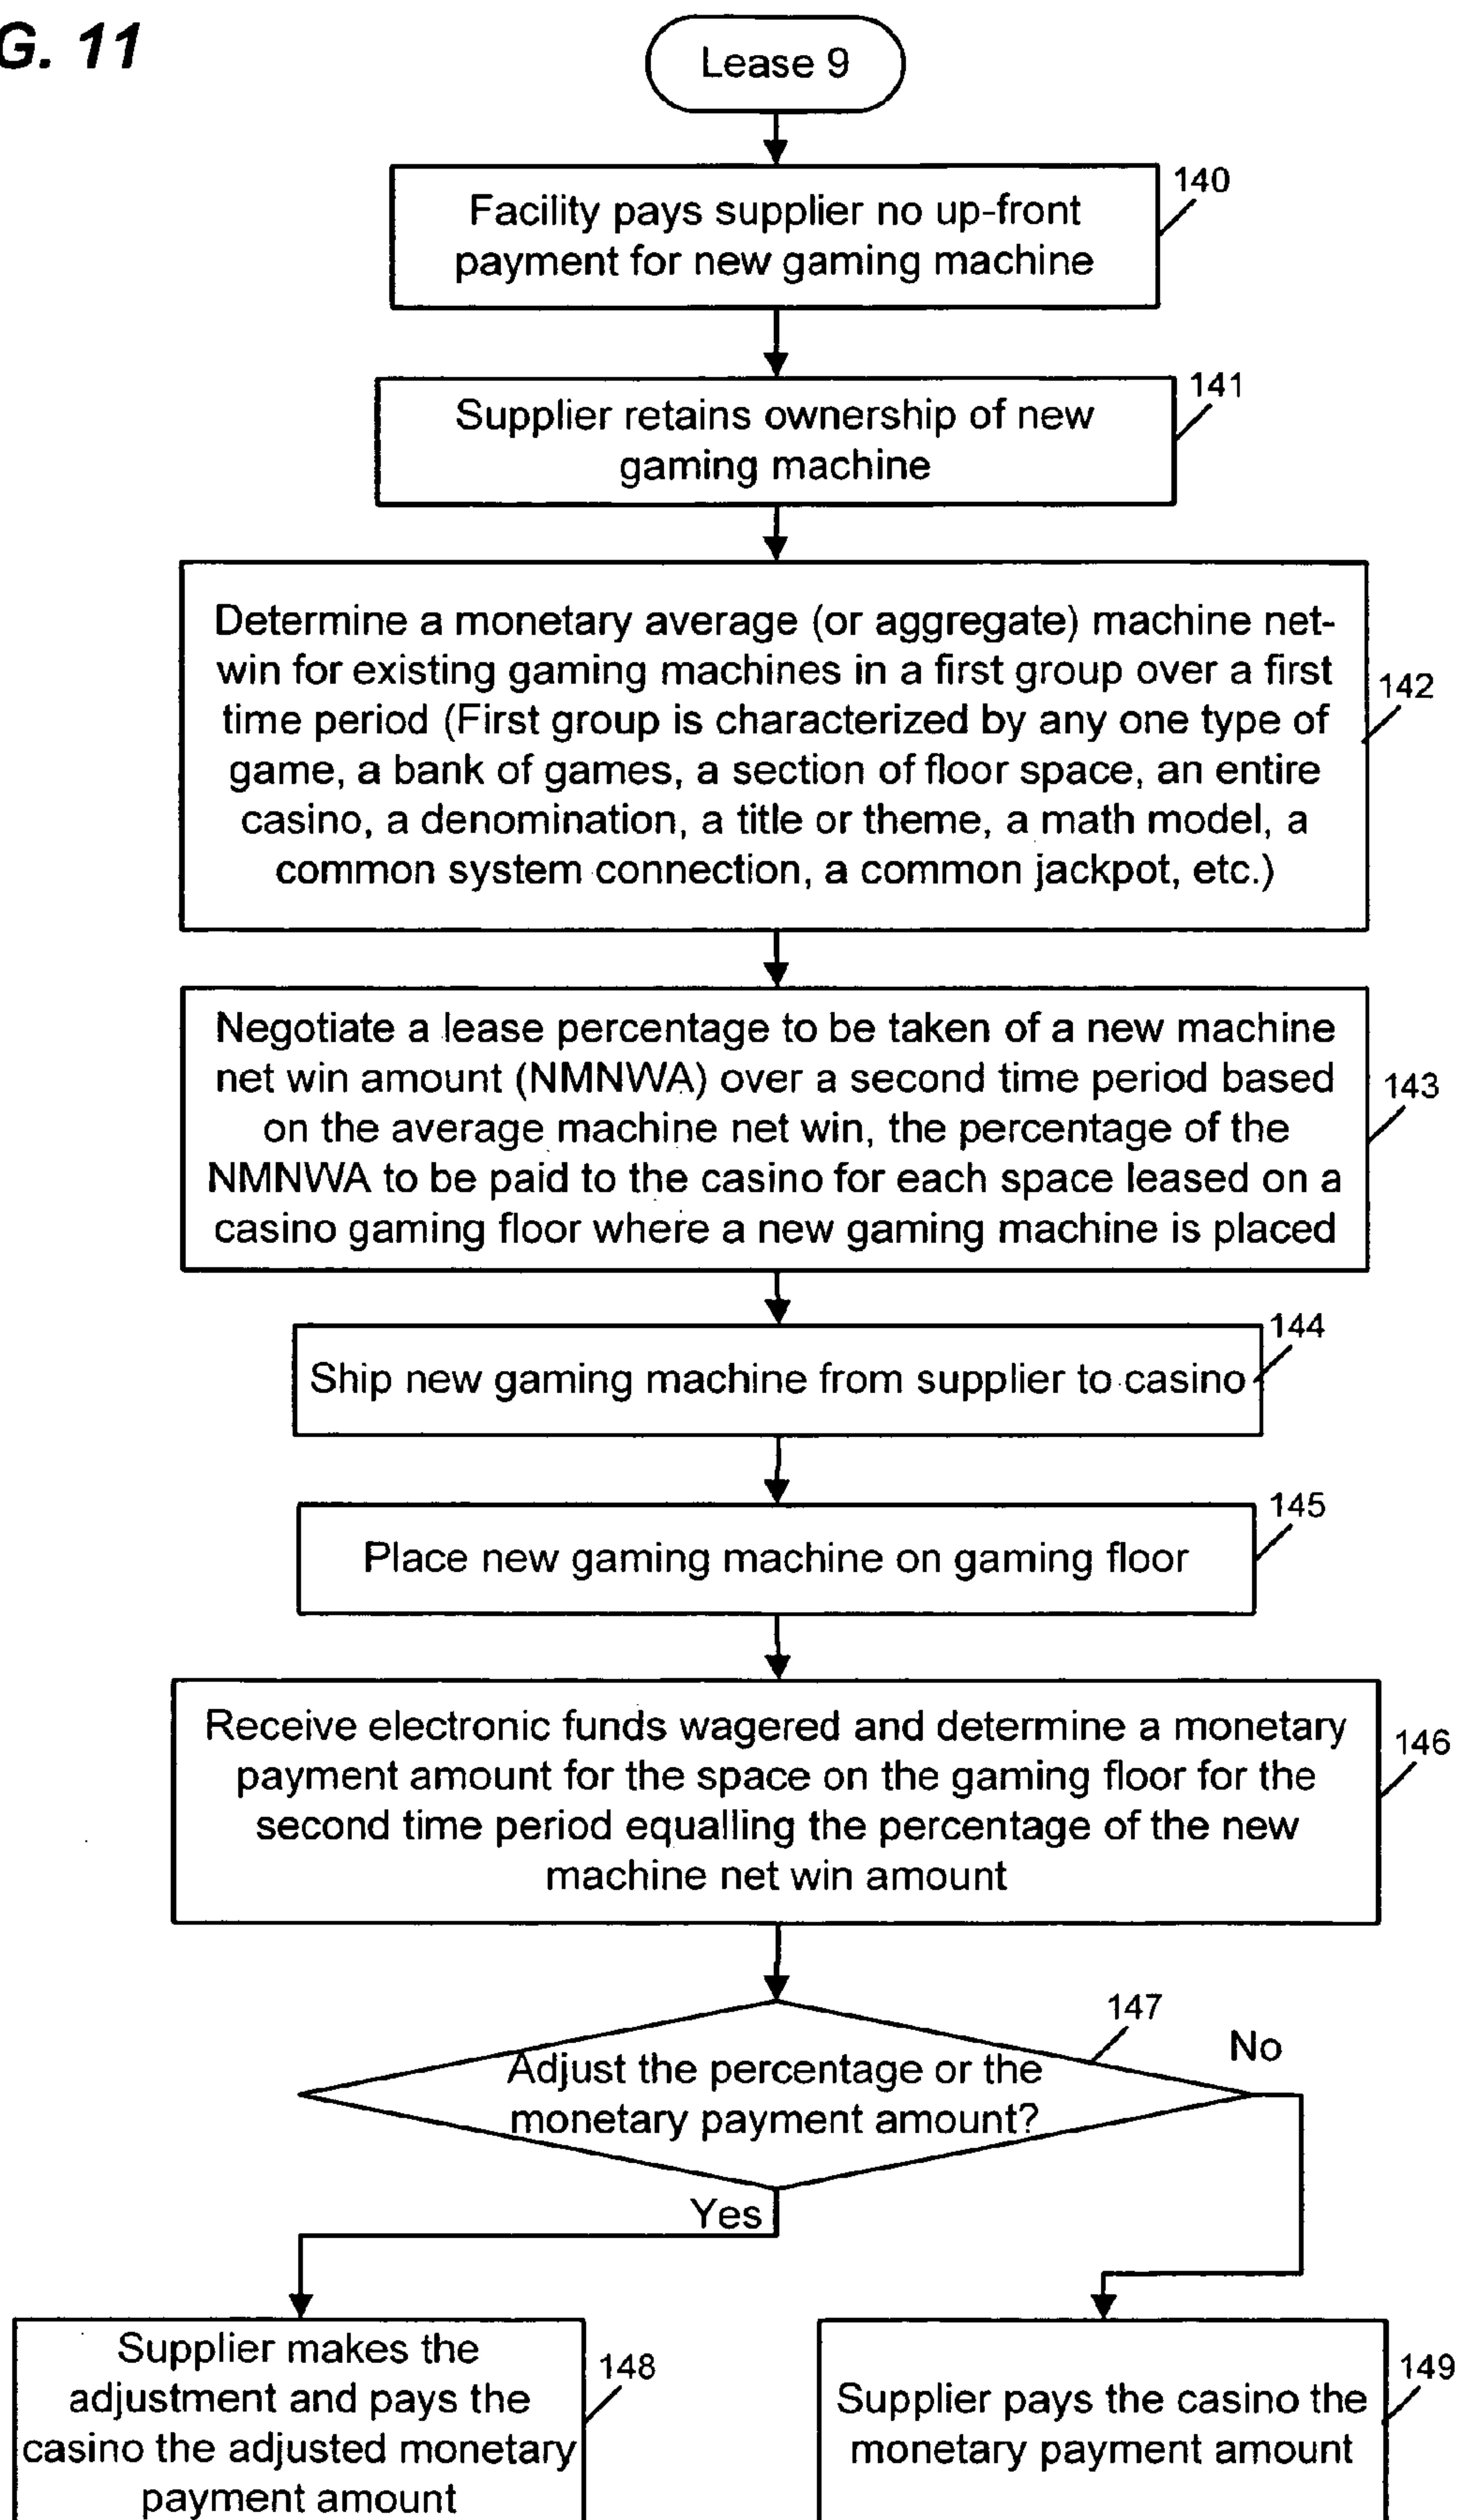 G. 11
Lease 9
140
Facility pays supplier no up-front
payment for new gaming machine
141
Supplier retains ownership of new
gaming machine
Determine a monetary average (or aggregate) machine net-
win for existing gaming machines in a first group over a first
142
time period (First group is characterized by any one type of
game, a bank of games, a section of floor space, an entire
casino, a denomination, a title or theme, a math model, a
common system connection, a common jackpot, etc.)
Negotiate a lease percentage to be taken of a new machine
net win amount (NMNWA) over a second time period based
143
on the average machine net win, the percentage of the
NMNWA to be paid to the casino for each space leased on a
casino gaming floor where a new gaming machine is placed
144
Ship new gaming machine from supplier to casino
145
Place new gaming machine on gaming floor
Receive electronic funds wagered and determine a monetary
146
payment amount for the space on the gaming floor for the
second time period equalling the percentage of the new
machine net win amount
147
No
Adjust the percentage or the
monetary payment amount?
Yes
Supplier makes the
adjustment and pays the
casino the adjusted monetary
payment amount
148
Supplier pays the casino the
monetary payment amount
149